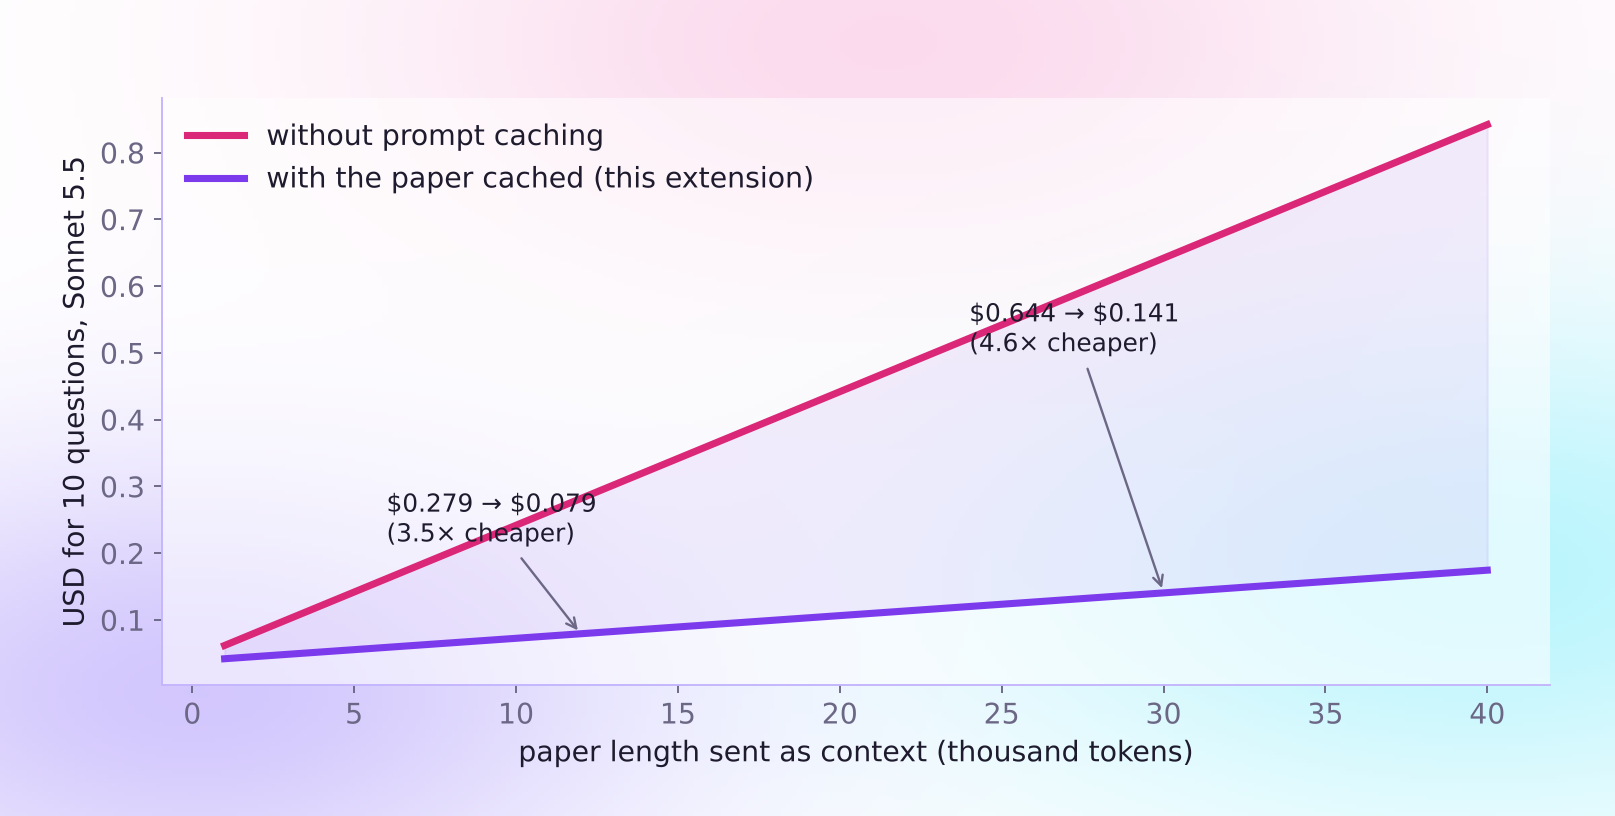 without prompt caching
with the paper cached (this extension)
USD for 10 questions, Sonnet 5.5
0.8
0.7
0.6
0.5
0.4
0.3
0.2
0.1
$0.644 → $0.141
(4.6× cheaper)
$0.279 → $0.079
(3.5× cheaper)
0 5 10 15 20 25 30 35 40
paper length sent as context (thousand tokens)